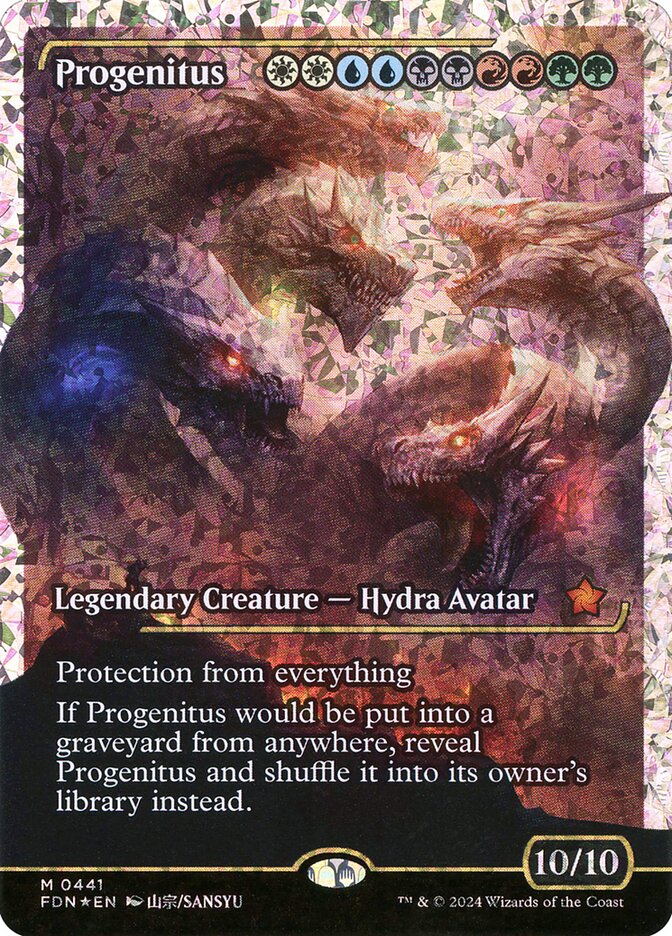 Progenitus
Legendary Creature — Hydra Avatar
Protection from everything
If Progenitus would be put into a
graveyard from anywhere, reveal
Progenitus and shuffle it into its owner's
library instead.
10/10
M 0441
FDN★EN 山宗/SANSYU
™ & © 2024 Wizards of the Coast